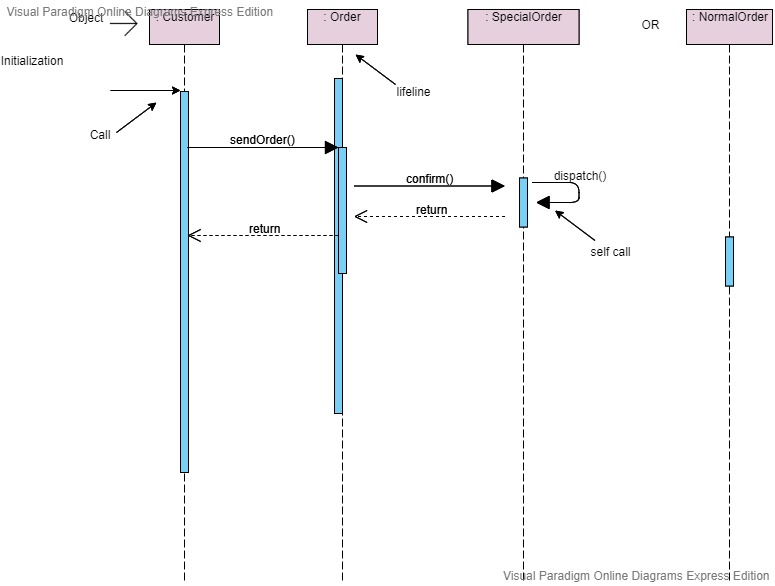 Visual Paradigm Online Diagrams Express Edition
Object
: Customer
: Order
: SpecialOrder
OR
: NormalOrder
Initialization
lifeline
Call
sendOrder()
confirm()
dispatch()
return
return
self call
Visual Paradigm Online Diagrams Express Edition